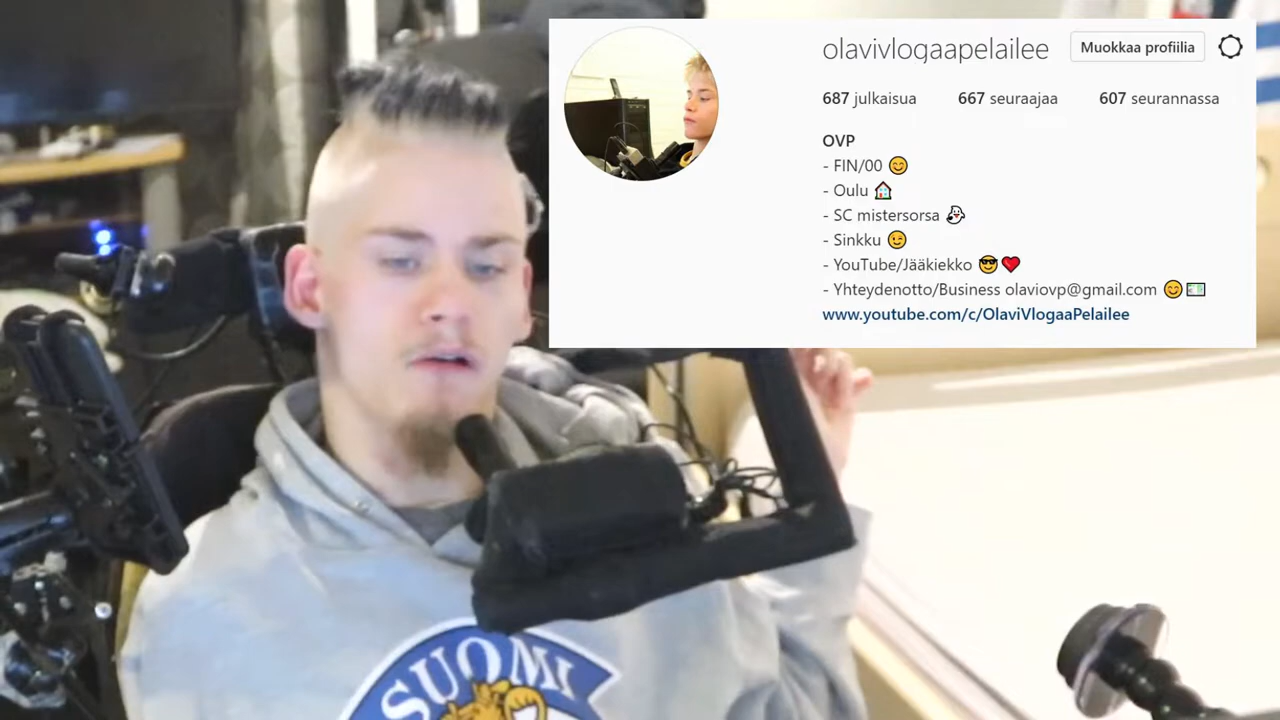 olavivlogaapelailee
Muokkaa profiilia
687 julkaisua 667 seuraajaa 607 seurannassa
OVP
- FIN/00 😊
- Oulu 🏠
- SC mistersorsa 👻
- Sinkku 😉
- YouTube/Jääkiekko 😎❤️
- Yhteydenotto/Business olaviovp@gmail.com 😊💵
www.youtube.com/c/OlaviVlogaaPelailee
SUOMI